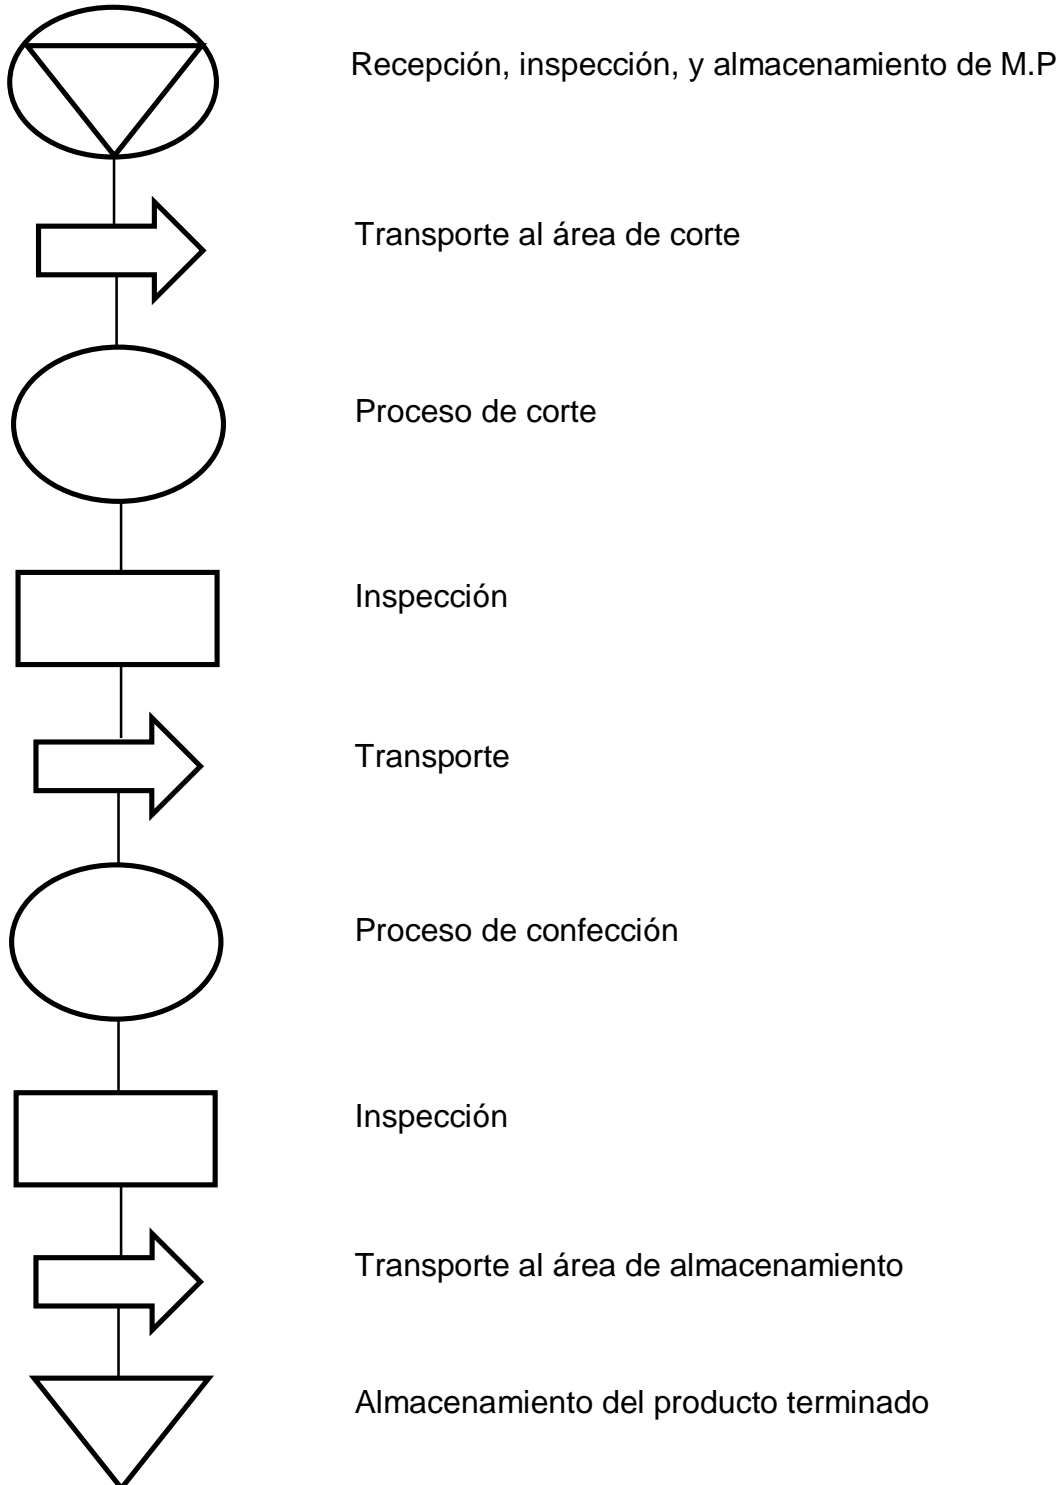 Recepción, inspección, y almacenamiento de M.P
Transporte al área de corte
Proceso de corte
Inspección
Transporte
Proceso de confección
Inspección
Transporte al área de almacenamiento
Almacenamiento del producto terminado